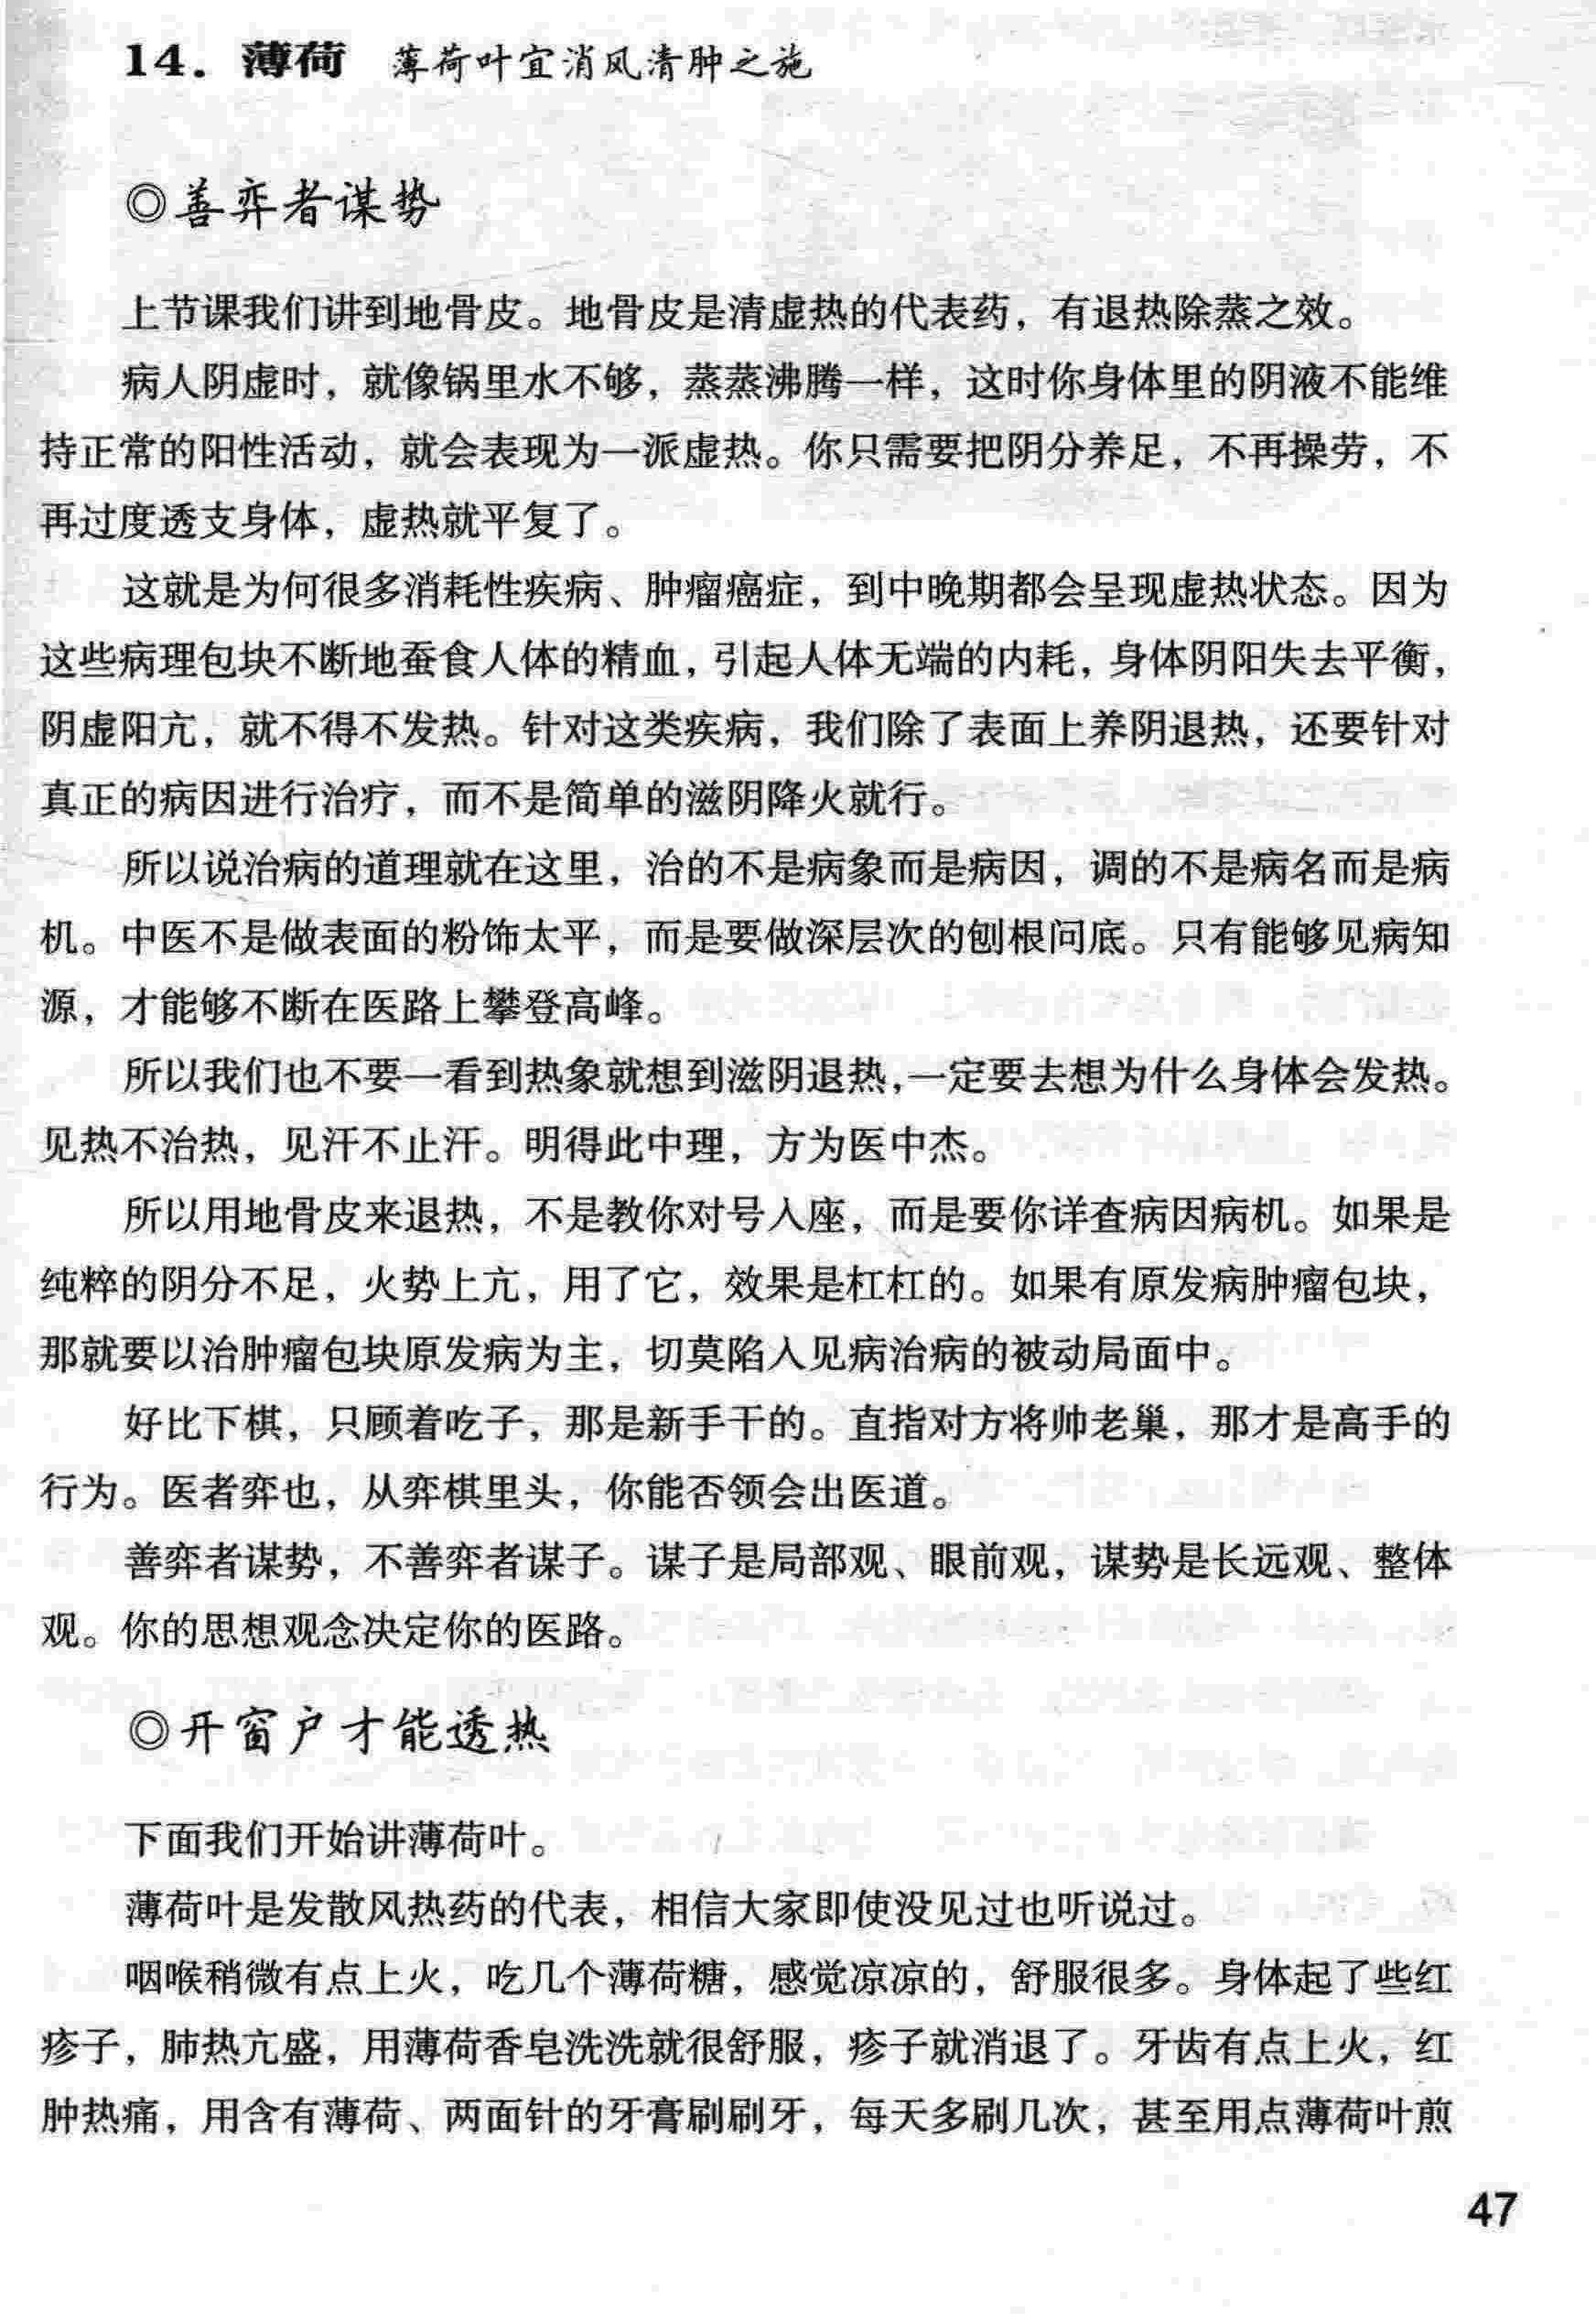 14．薄荷 薄荷叶宜消风清肿之施
◎善弈者谋势
上节课我们讲到地骨皮。地骨皮是清虚热的代表药，有退热除蒸之效。
病人阴虚时，就像锅里水不够，蒸蒸沸腾一样，这时你身体里的阴液不能维
持正常的阳性活动，就会表现为一派虚热。你只需要把阴分养足，不再操劳，不
再过度透支身体，虚热就平复了。
这就是为何很多消耗性疾病、肿瘤癌症，到中晚期都会呈现虚热状态。因为
这些病理包块不断地蚕食人体的精血，引起人体无端的内耗，身体阴阳失去平衡，
阴虚阳亢，就不得不发热。针对这类疾病，我们除了表面上养阴退热，还要针对
真正的病因进行治疗，而不是简单的滋阴降火就行。
所以说治病的道理就在这里，治的不是病象而是病因，调的不是病名而是病
机。中医不是做表面的粉饰太平，而是要做深层次的刨根问底。只有能够见病知
源，才能够不断在医路上攀登高峰。
所以我们也不要一看到热象就想到滋阴退热，一定要去想为什么身体会发热。
见热不治热，见汗不止汗。明得此中理，方为医中杰。
所以用地骨皮来退热，不是教你对号入座，而是要你详查病因病机。如果是
纯粹的阴分不足，火势上亢，用了它，效果是杠杠的。如果有原发病肿瘤包块，
那就要以治肿瘤包块原发病为主，切莫陷入见病治病的被动局面中。
好比下棋，只顾着吃子，那是新手干的。直指对方将帅老巢，那才是高手的
行为。医者弈也，从弈棋里头，你能否领会出医道。
善弈者谋势，不善弈者谋子。谋子是局部观、眼前观，谋势是长远观、整体
观。你的思想观念决定你的医路。
◎开窗户才能透热
下面我们开始讲薄荷叶。
薄荷叶是发散风热药的代表，相信大家即使没见过也听说过。
咽喉稍微有点上火，吃几个薄荷糖，感觉凉凉的，舒服很多。身体起了些红
疹子，肺热亢盛，用薄荷香皂洗洗就很舒服，疹子就消退了。牙齿有点上火，红
肿热痛，用含有薄荷、两面针的牙膏刷刷牙，每天多刷几次，甚至用点薄荷叶煎
47